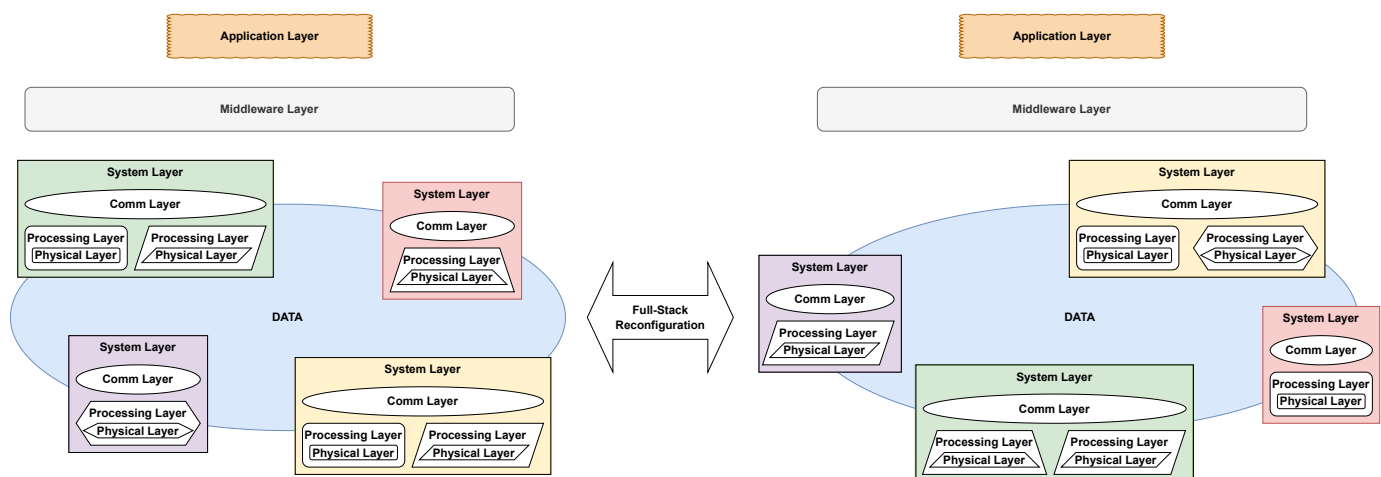 Application Layer
Middleware Layer
System Layer
Comm Layer
Processing Layer
Physical Layer
Processing Layer
Physical Layer
System Layer
Comm Layer
Processing Layer
Physical Layer
DATA
System Layer
Comm Layer
Processing Layer
Physical Layer
System Layer
Comm Layer
Processing Layer
Physical Layer
Processing Layer
Physical Layer
Full-Stack
Reconfiguration
Application Layer
Middleware Layer
System Layer
Comm Layer
Processing Layer
Physical Layer
Processing Layer
Physical Layer
System Layer
Comm Layer
Processing Layer
Physical Layer
DATA
System Layer
Comm Layer
Processing Layer
Physical Layer
System Layer
Comm Layer
Processing Layer
Physical Layer
Processing Layer
Physical Layer